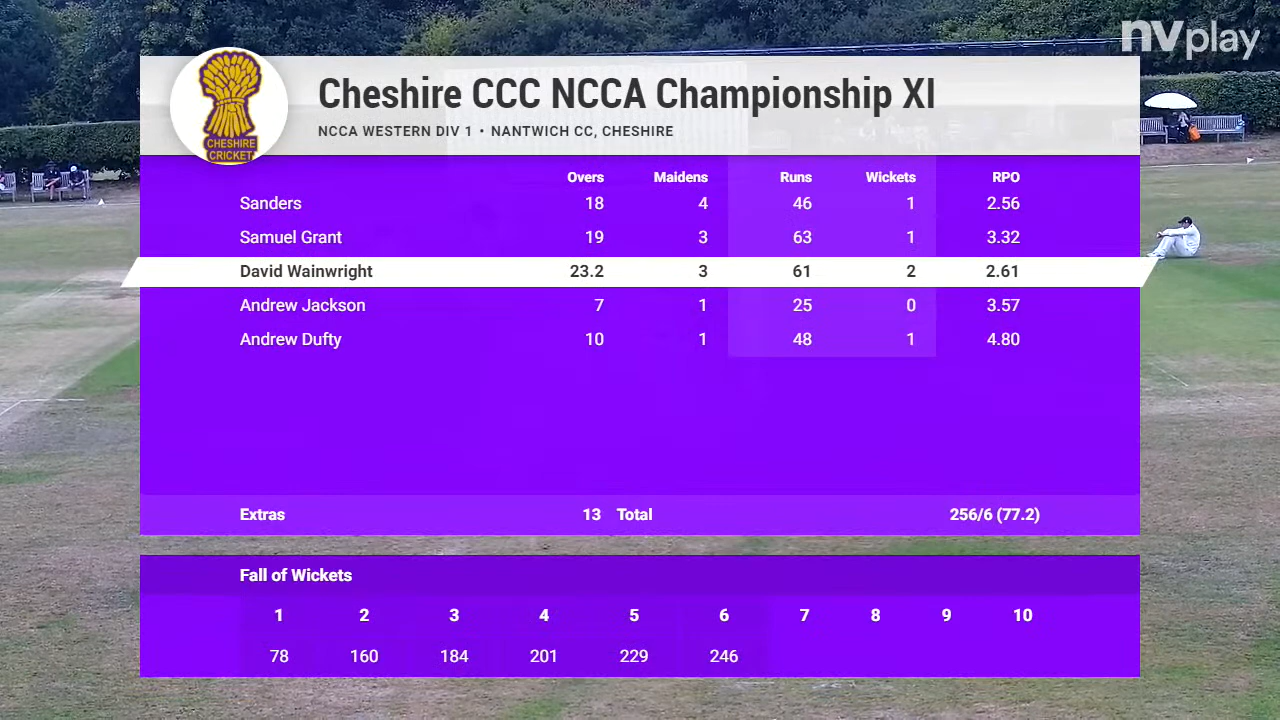 nvplay
Cheshire CCC NCCA Championship XI
NCCA WESTERN DIV 1 • NANTWICH CC, CHESHIRE
CHESHIRE
CRICKET
Overs Maidens Runs Wickets RPO
Sanders 18 4 46 1 2.56
Samuel Grant 19 3 63 1 3.32
David Wainwright 23.2 3 61 2 2.61
Andrew Jackson 7 1 25 0 3.57
Andrew Dufty 10 1 48 1 4.80
Extras 13 Total 256/6 (77.2)
Fall of Wickets
1 2 3 4 5 6 7 8 9 10
78 160 184 201 229 246